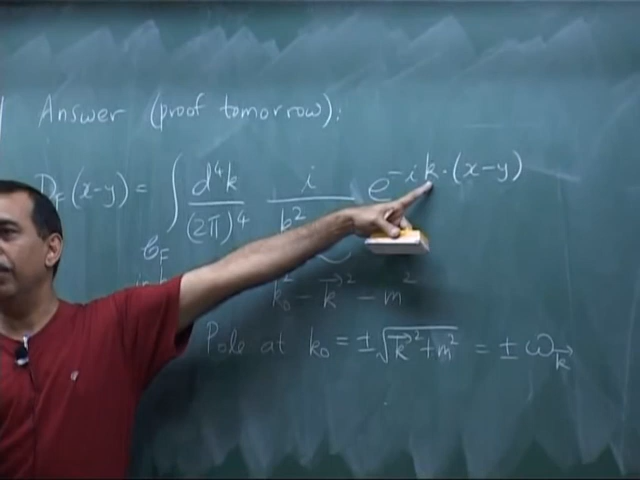 Answer (proof tomorrow):
D_F(x-y) = ∫ d⁴k/(2π)⁴ i/k² e^{-ik·(x-y)}
C_F
k₀² - k⃗² - m²
Pole at k₀ = ±√(k⃗²+m²) = ± ω_k⃗